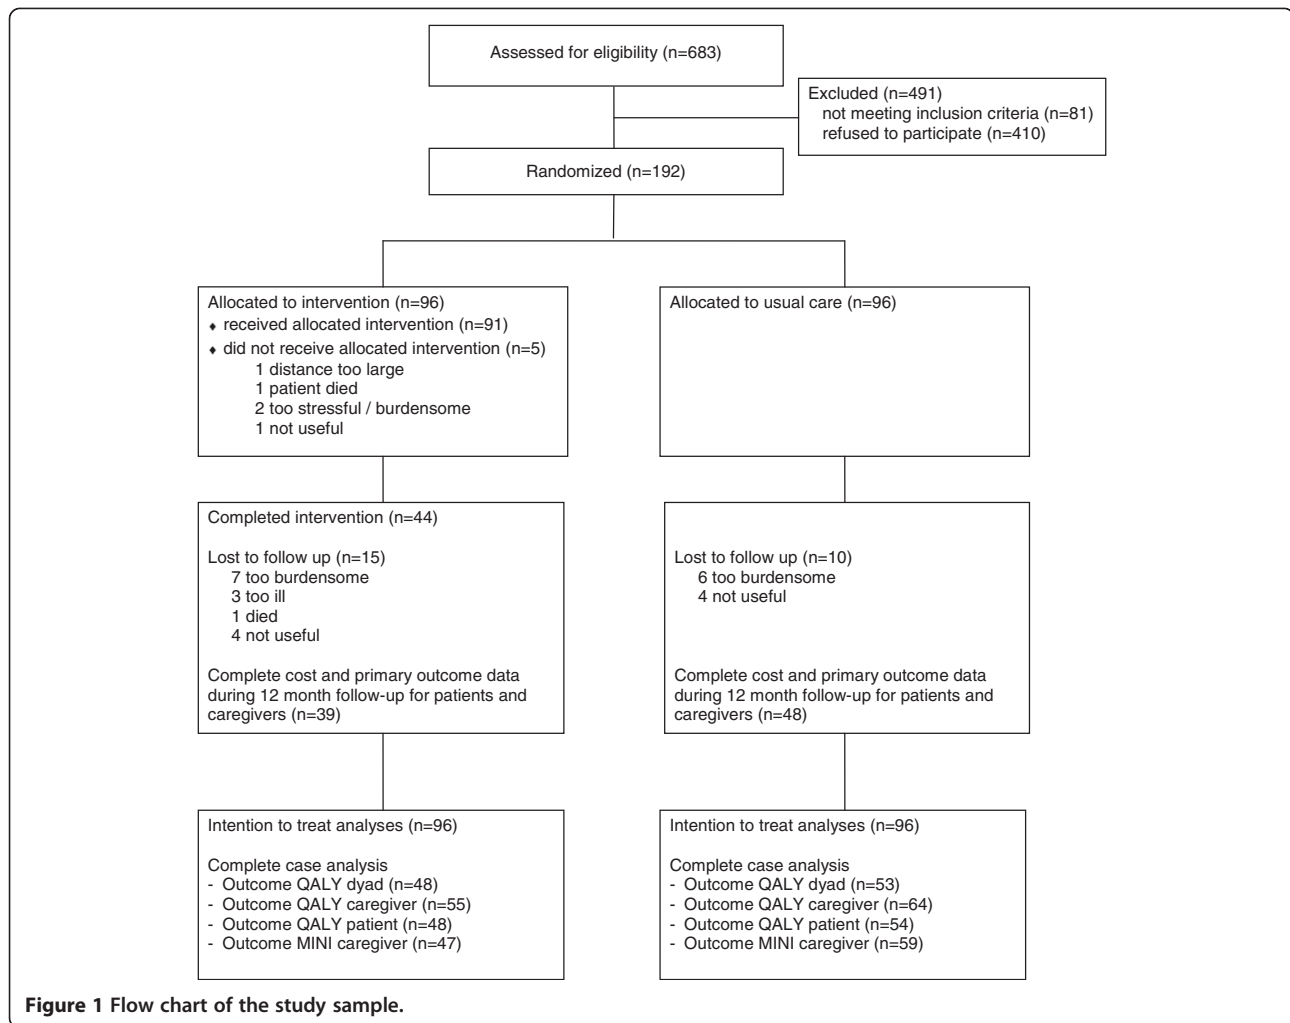 Assessed for eligibility (n=683)
Excluded (n=491)
not meeting inclusion criteria (n=81)
refused to participate (n=410)
Randomized (n=192)
Allocated to intervention (n=96)
♦ received allocated intervention (n=91)
♦ did not receive allocated intervention (n=5)
1 distance too large
1 patient died
2 too stressful / burdensome
1 not useful
Allocated to usual care (n=96)
Completed intervention (n=44)
Lost to follow up (n=15)
7 too burdensome
3 too ill
1 died
4 not useful
Complete cost and primary outcome data
during 12 month follow-up for patients and
caregivers (n=39)
Lost to follow up (n=10)
6 too burdensome
4 not useful
Complete cost and primary outcome data
during 12 month follow-up for patients and
caregivers (n=48)
Intention to treat analyses (n=96)
Complete case analysis
- Outcome QALY dyad (n=48)
- Outcome QALY caregiver (n=55)
- Outcome QALY patient (n=48)
- Outcome MINI caregiver (n=47)
Intention to treat analyses (n=96)
Complete case analysis
- Outcome QALY dyad (n=53)
- Outcome QALY caregiver (n=64)
- Outcome QALY patient (n=54)
- Outcome MINI caregiver (n=59)
Figure 1 Flow chart of the study sample.